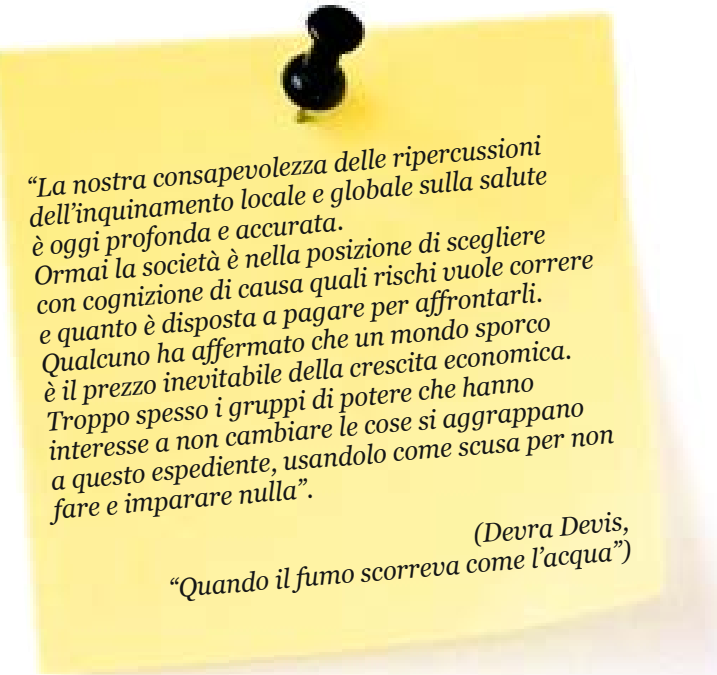 “La nostra consapevolezza delle ripercussioni
dell’inquinamento locale e globale sulla salute
è oggi profonda e accurata.
Ormai la società è nella posizione di scegliere
con cognizione di causa quali rischi vuole correre
e quanto è disposta a pagare per affrontarli.
Qualcuno ha affermato che un mondo sporco
è il prezzo inevitabile della crescita economica.
Troppo spesso i gruppi di potere che hanno
interesse a non cambiare le cose si aggrappano
a questo espediente, usandolo come scusa per non
fare e imparare nulla”.
(Devra Devis,
“Quando il fumo scorreva come l’acqua”)